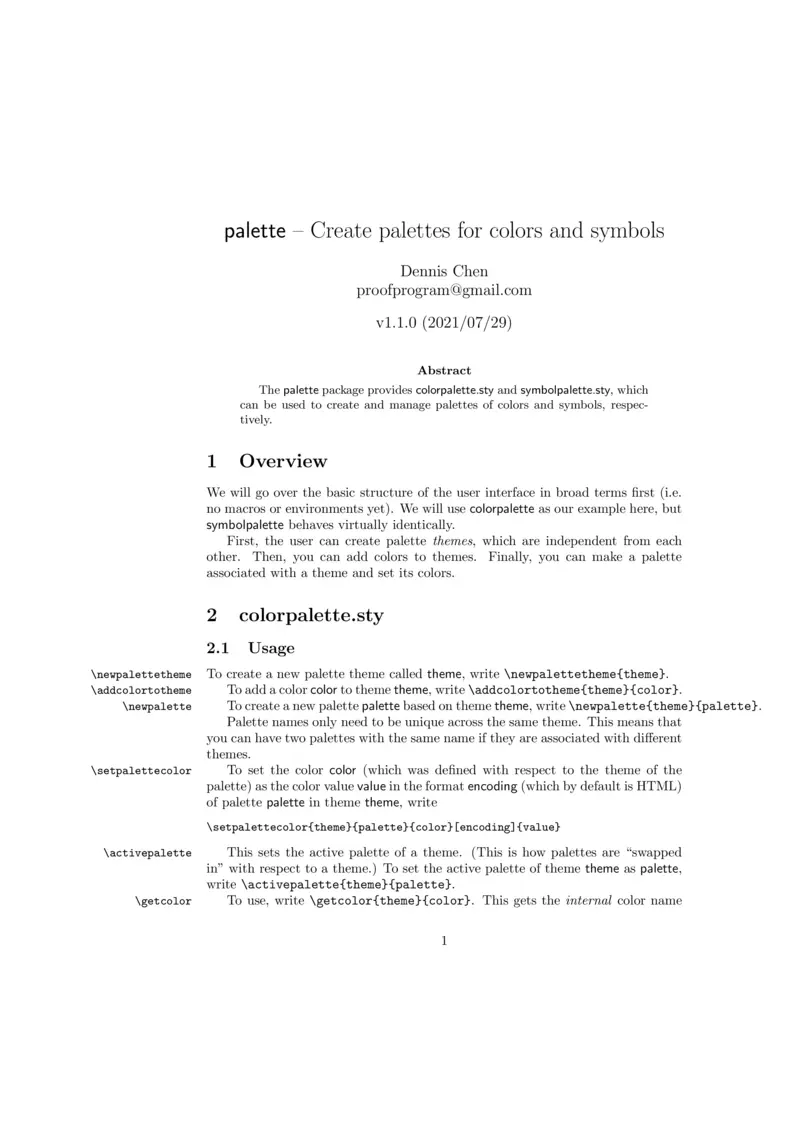 palette – Create palettes for colors and symbols
Dennis Chen
proofprogram@gmail.com
v1.1.0 (2021/07/29)
Abstract
The palette package provides colorpalette.sty and symbolpalette.sty, which
can be used to create and manage palettes of colors and symbols, respec-
tively.
1 Overview
We will go over the basic structure of the user interface in broad terms first (i.e.
no macros or environments yet). We will use colorpalette as our example here, but
symbolpalette behaves virtually identically.
First, the user can create palette themes, which are independent from each
other. Then, you can add colors to themes. Finally, you can make a palette
associated with a theme and set its colors.
2 colorpalette.sty
2.1 Usage
\newpalettetheme To create a new palette theme called theme, write \newpalettetheme{theme}.
\addcolortotheme To add a color color to theme theme, write \addcolortotheme{theme}{color}.
\newpalette To create a new palette palette based on theme theme, write \newpalette{theme}{palette}.
Palette names only need to be unique across the same theme. This means that
you can have two palettes with the same name if they are associated with different
themes.
\setpalettecolor To set the color color (which was defined with respect to the theme of the
palette) as the color value value in the format encoding (which by default is HTML)
of palette palette in theme theme, write
\setpalettecolor{theme}{palette}{color}[encoding]{value}
\activepalette This sets the active palette of a theme. (This is how palettes are “swapped
in” with respect to a theme.) To set the active palette of theme theme as palette,
write \activepalette{theme}{palette}.
\getcolor To use, write \getcolor{theme}{color}. This gets the internal color name
1